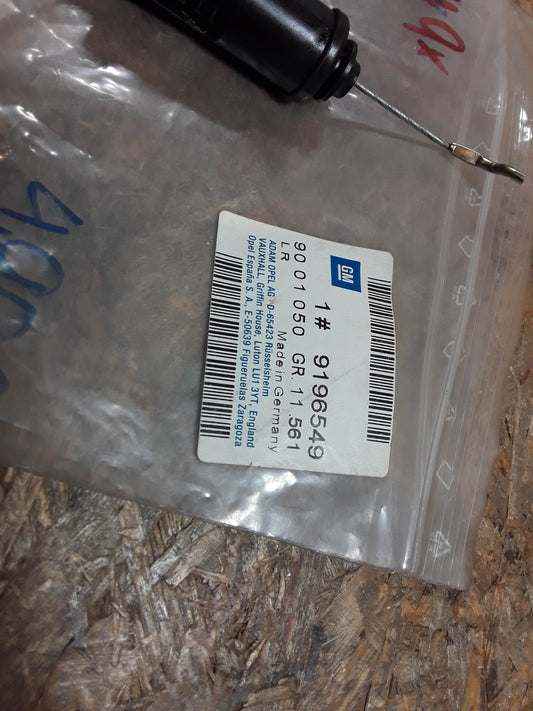 GM
1# 9196549
90 01 050 GR.11.561
LR Made in Germany
ADAM OPEL AG · D-65423 Rüsselsheim
VAUXHALL, Griffin House, Luton LU1 3YT, England
Opel España S. A., E-50639 Figueruelas Zaragoza